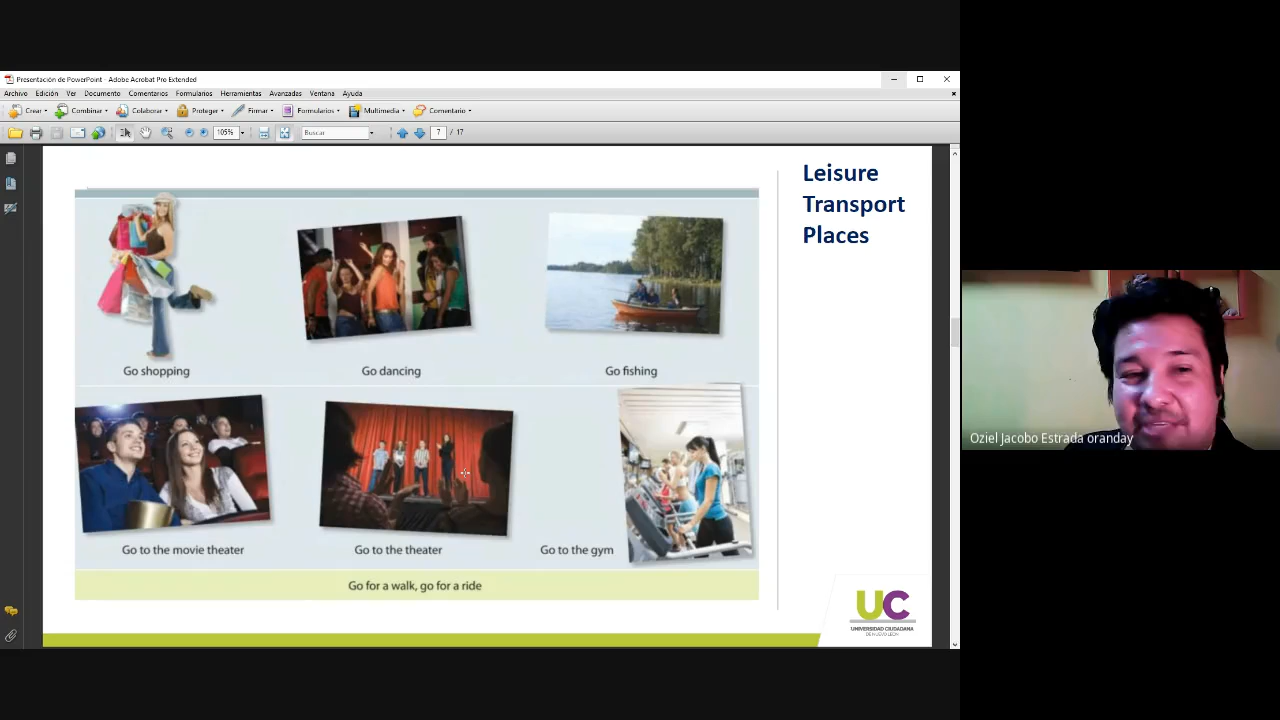 Presentación de PowerPoint - Adobe Acrobat Pro Extended
Archivo Edición Ver Documento Comentarios Formularios Herramientas Avanzadas Ventana Ayuda
Crear Combinar Colaborar Proteger Firmar Formularios Multimedia Comentario
105% Buscar 7 / 17
Leisure
Transport
Places
Go shopping
Go dancing
Go fishing
Go to the movie theater
Go to the theater
Go to the gym
Go for a walk, go for a ride
UC
UNIVERSIDAD CIUDADANA
DE NUEVO LEÓN
Oziel Jacobo Estrada oranday